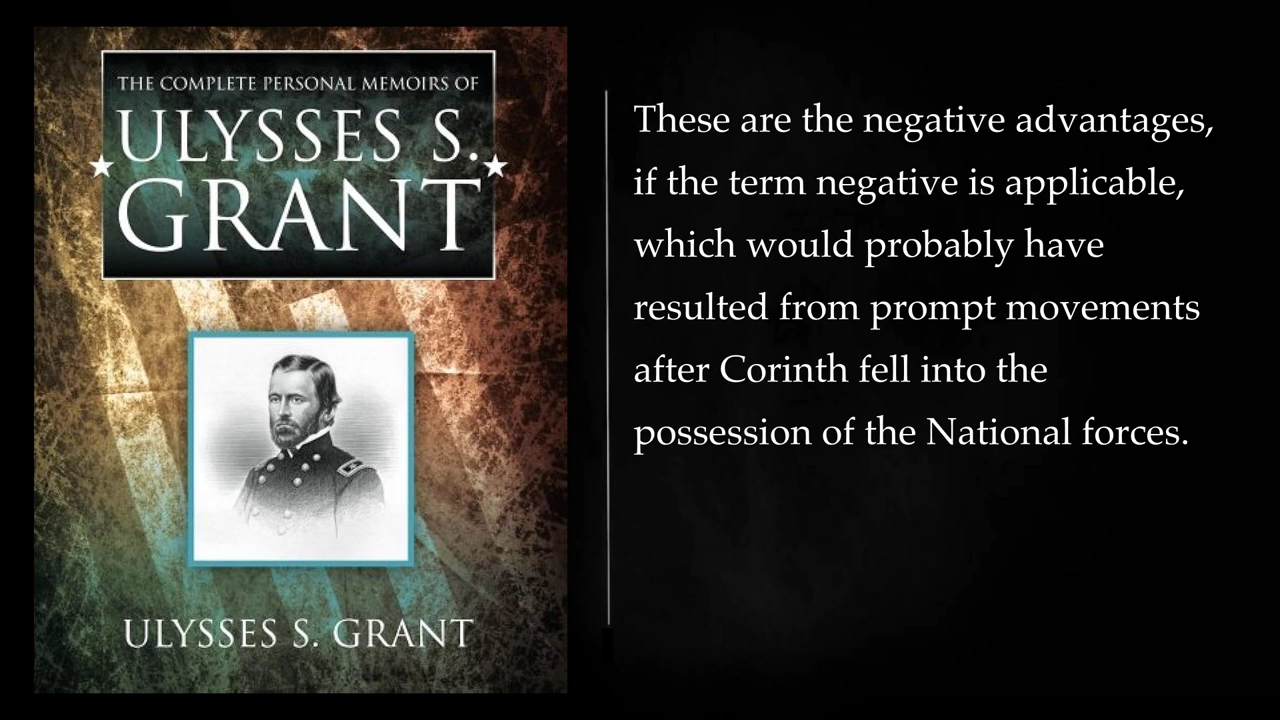 THE COMPLETE PERSONAL MEMOIRS OF
ULYSSES S.
GRANT
ULYSSES S. GRANT
These are the negative advantages,
if the term negative is applicable,
which would probably have
resulted from prompt movements
after Corinth fell into the
possession of the National forces.